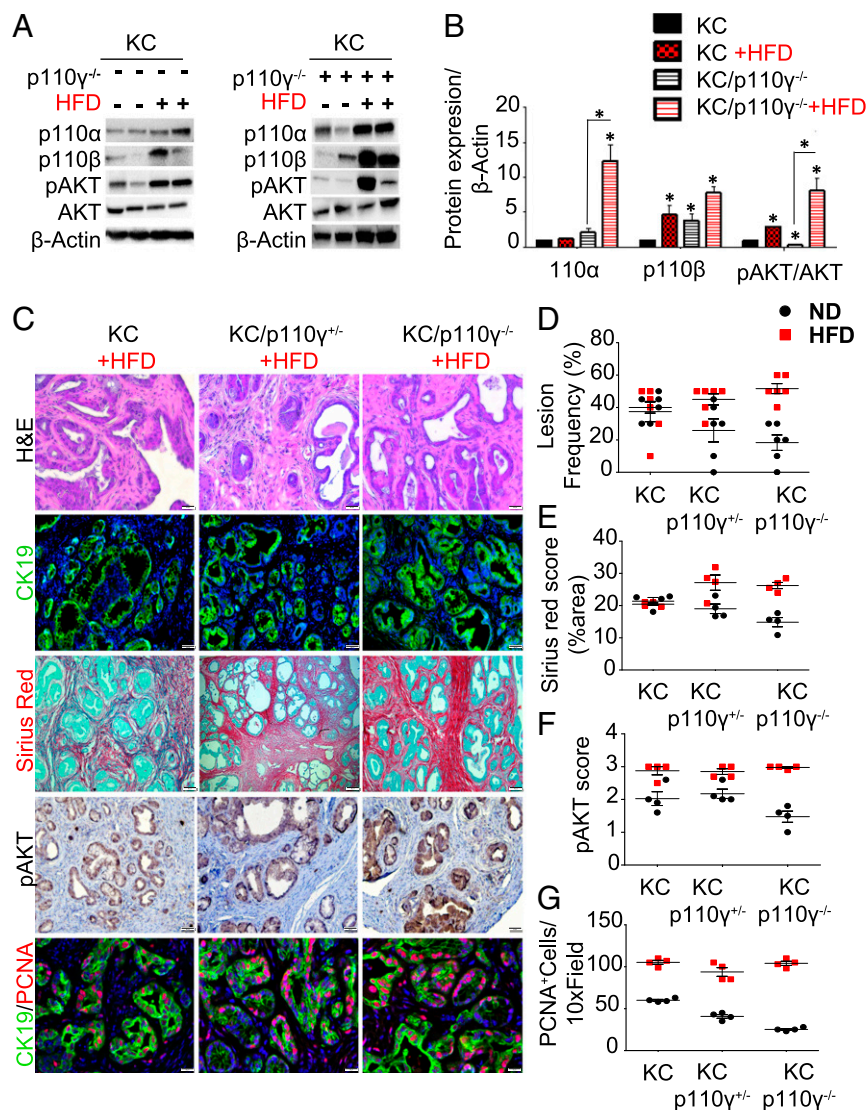 A
KC
p110γ-/- - - - -
HFD - - + +
p110α
p110β
pAKT
AKT
β-Actin
KC
p110γ-/- + + + +
HFD - - + +
p110α
p110β
pAKT
AKT
β-Actin
B
KC
KC +HFD
KC/p110γ-/-
KC/p110γ-/-+HFD
Protein expresion/
β-Actin
20
15
10
5
0
* * * * * * * * *
110α p110β pAKT/AKT
C
KC KC/p110γ+/- KC/p110γ-/-
+HFD +HFD +HFD
H&E
CK19
Sirius Red
pAKT
CK19/PCNA
D
ND
HFD
Lesion
Frequency (%)
80
60
40
20
0
KC KC KC
p110γ+/- p110γ-/-
E
Sirius red score
(%area)
40
30
20
10
0
KC KC KC
p110γ+/- p110γ-/-
F
pAKT score
4
3
2
1
0
KC KC KC
p110γ+/- p110γ-/-
G
PCNA+Cells/
10xField
150
100
50
0
KC KC KC
p110γ+/- p110γ-/-